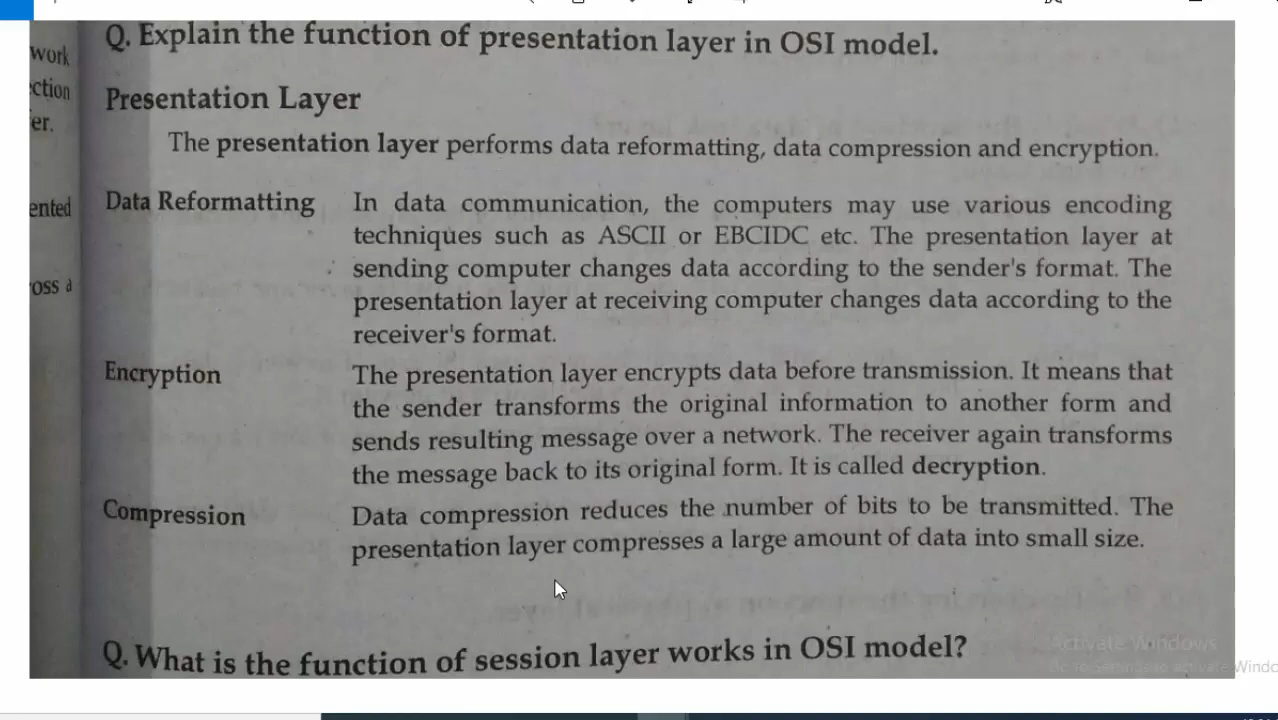 work
ction
er.
ented
oss a
Q. Explain the function of presentation layer in OSI model.
Presentation Layer
The presentation layer performs data reformatting, data compression and encryption.
Data Reformatting In data communication, the computers may use various encoding
techniques such as ASCII or EBCIDC etc. The presentation layer at
sending computer changes data according to the sender's format. The
presentation layer at receiving computer changes data according to the
receiver's format.
Encryption The presentation layer encrypts data before transmission. It means that
the sender transforms the original information to another form and
sends resulting message over a network. The receiver again transforms
the message back to its original form. It is called decryption.
Compression Data compression reduces the number of bits to be transmitted. The
presentation layer compresses a large amount of data into small size.
Q. What is the function of session layer works in OSI model?
Activate Windows